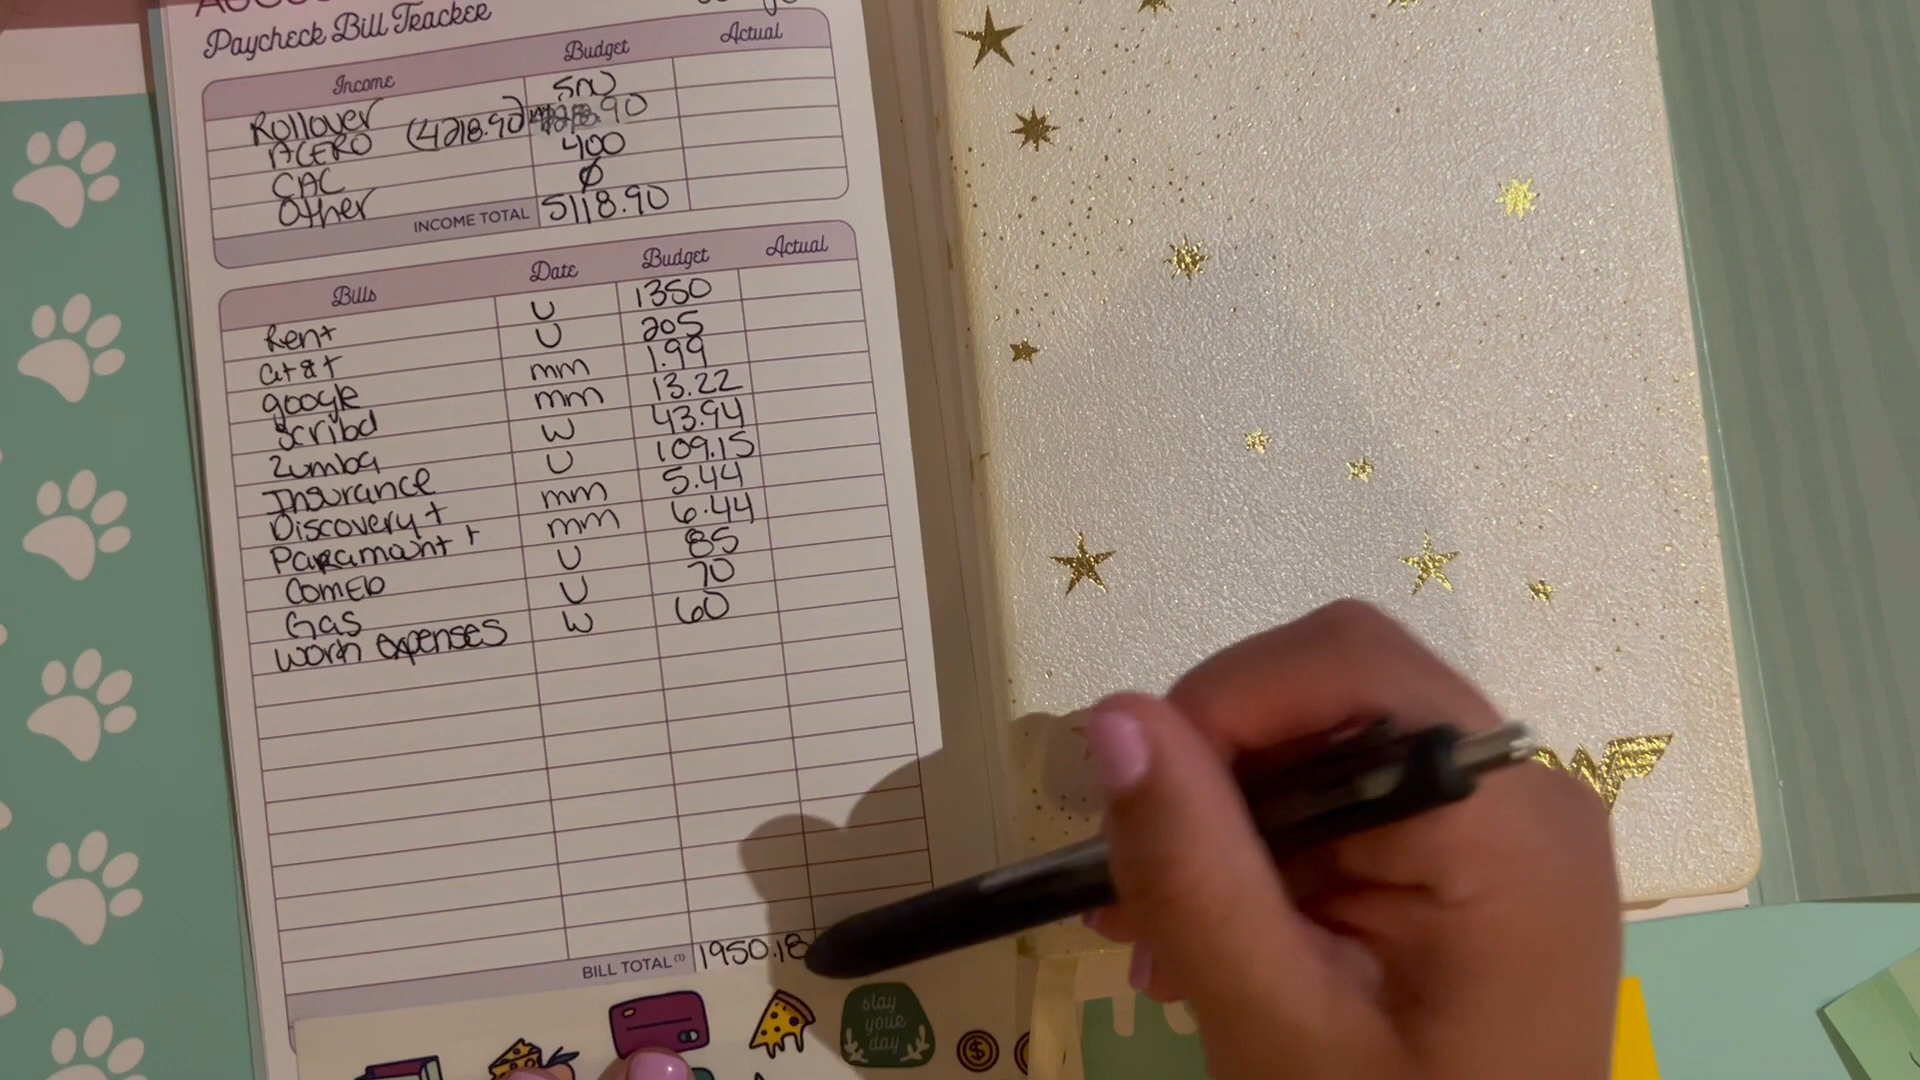 Paycheck Bill Tracker
Income Budget Actual
Rollover 500
ACERO (4218.90) .90
CAC 400
Other ø
INCOME TOTAL 5118.90
Bills Date Budget Actual
Rent U 1350
at&t U 205
google mm 1.99
Scribd mm 13.22
Zumba W 43.94
Insurance U 109.15
Discovery+ mm 5.44
Paramount + mm 6.44
ComEd U 85
Gas U 70
Work expenses W 60
BILL TOTAL (1) 1950.18
slay
your
day
$